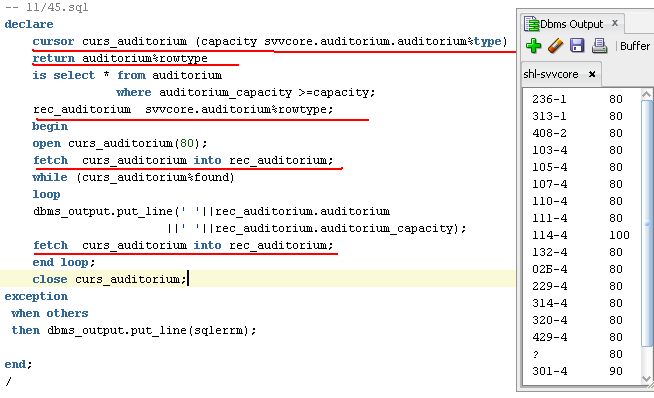 -- 11/45.sql
declare
cursor curs_auditorium (capacity svvcore.auditorium.auditorium%type)
return auditorium%rowtype
is select * from auditorium
where auditorium_capacity >=capacity;
rec_auditorium svvcore.auditorium%rowtype;
begin
open curs_auditorium(80);
fetch curs_auditorium into rec_auditorium;
while (curs_auditorium%found)
loop
dbms_output.put_line(' '||rec_auditorium.auditorium
||' '||rec_auditorium.auditorium_capacity);
fetch curs_auditorium into rec_auditorium;
end loop;
close curs_auditorium;
exception
when others
then dbms_output.put_line(sqlerrm);
end;
/
Dbms Output x
Buffer
shl-svvcore x
236-1 80
313-1 80
408-2 80
103-4 80
105-4 80
107-4 80
110-4 80
111-4 80
114-4 100
132-4 80
02Б-4 80
229-4 80
314-4 80
320-4 80
429-4 80
? 80
301-4 90